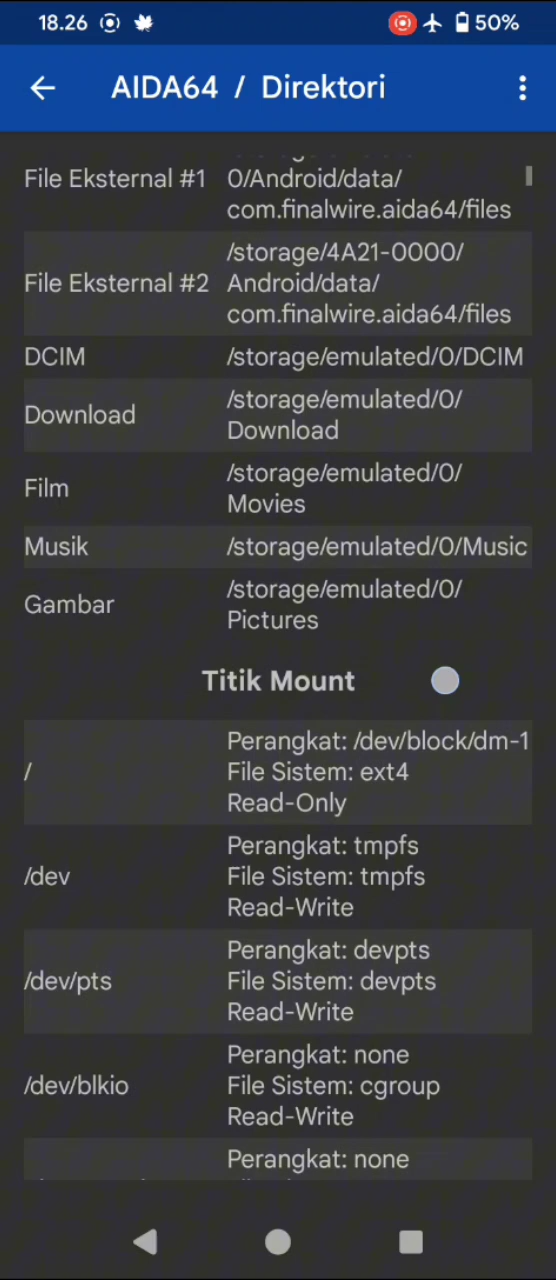 18.26
50%
AIDA64 / Direktori
File Eksternal #1
0/Android/data/
com.finalwire.aida64/files
File Eksternal #2
/storage/4A21-0000/
Android/data/
com.finalwire.aida64/files
DCIM
/storage/emulated/0/DCIM
Download
/storage/emulated/0/
Download
Film
/storage/emulated/0/
Movies
Musik
/storage/emulated/0/Music
Gambar
/storage/emulated/0/
Pictures
Titik Mount
/
Perangkat: /dev/block/dm-1
File Sistem: ext4
Read-Only
/dev
Perangkat: tmpfs
File Sistem: tmpfs
Read-Write
/dev/pts
Perangkat: devpts
File Sistem: devpts
Read-Write
/dev/blkio
Perangkat: none
File Sistem: cgroup
Read-Write
Perangkat: none